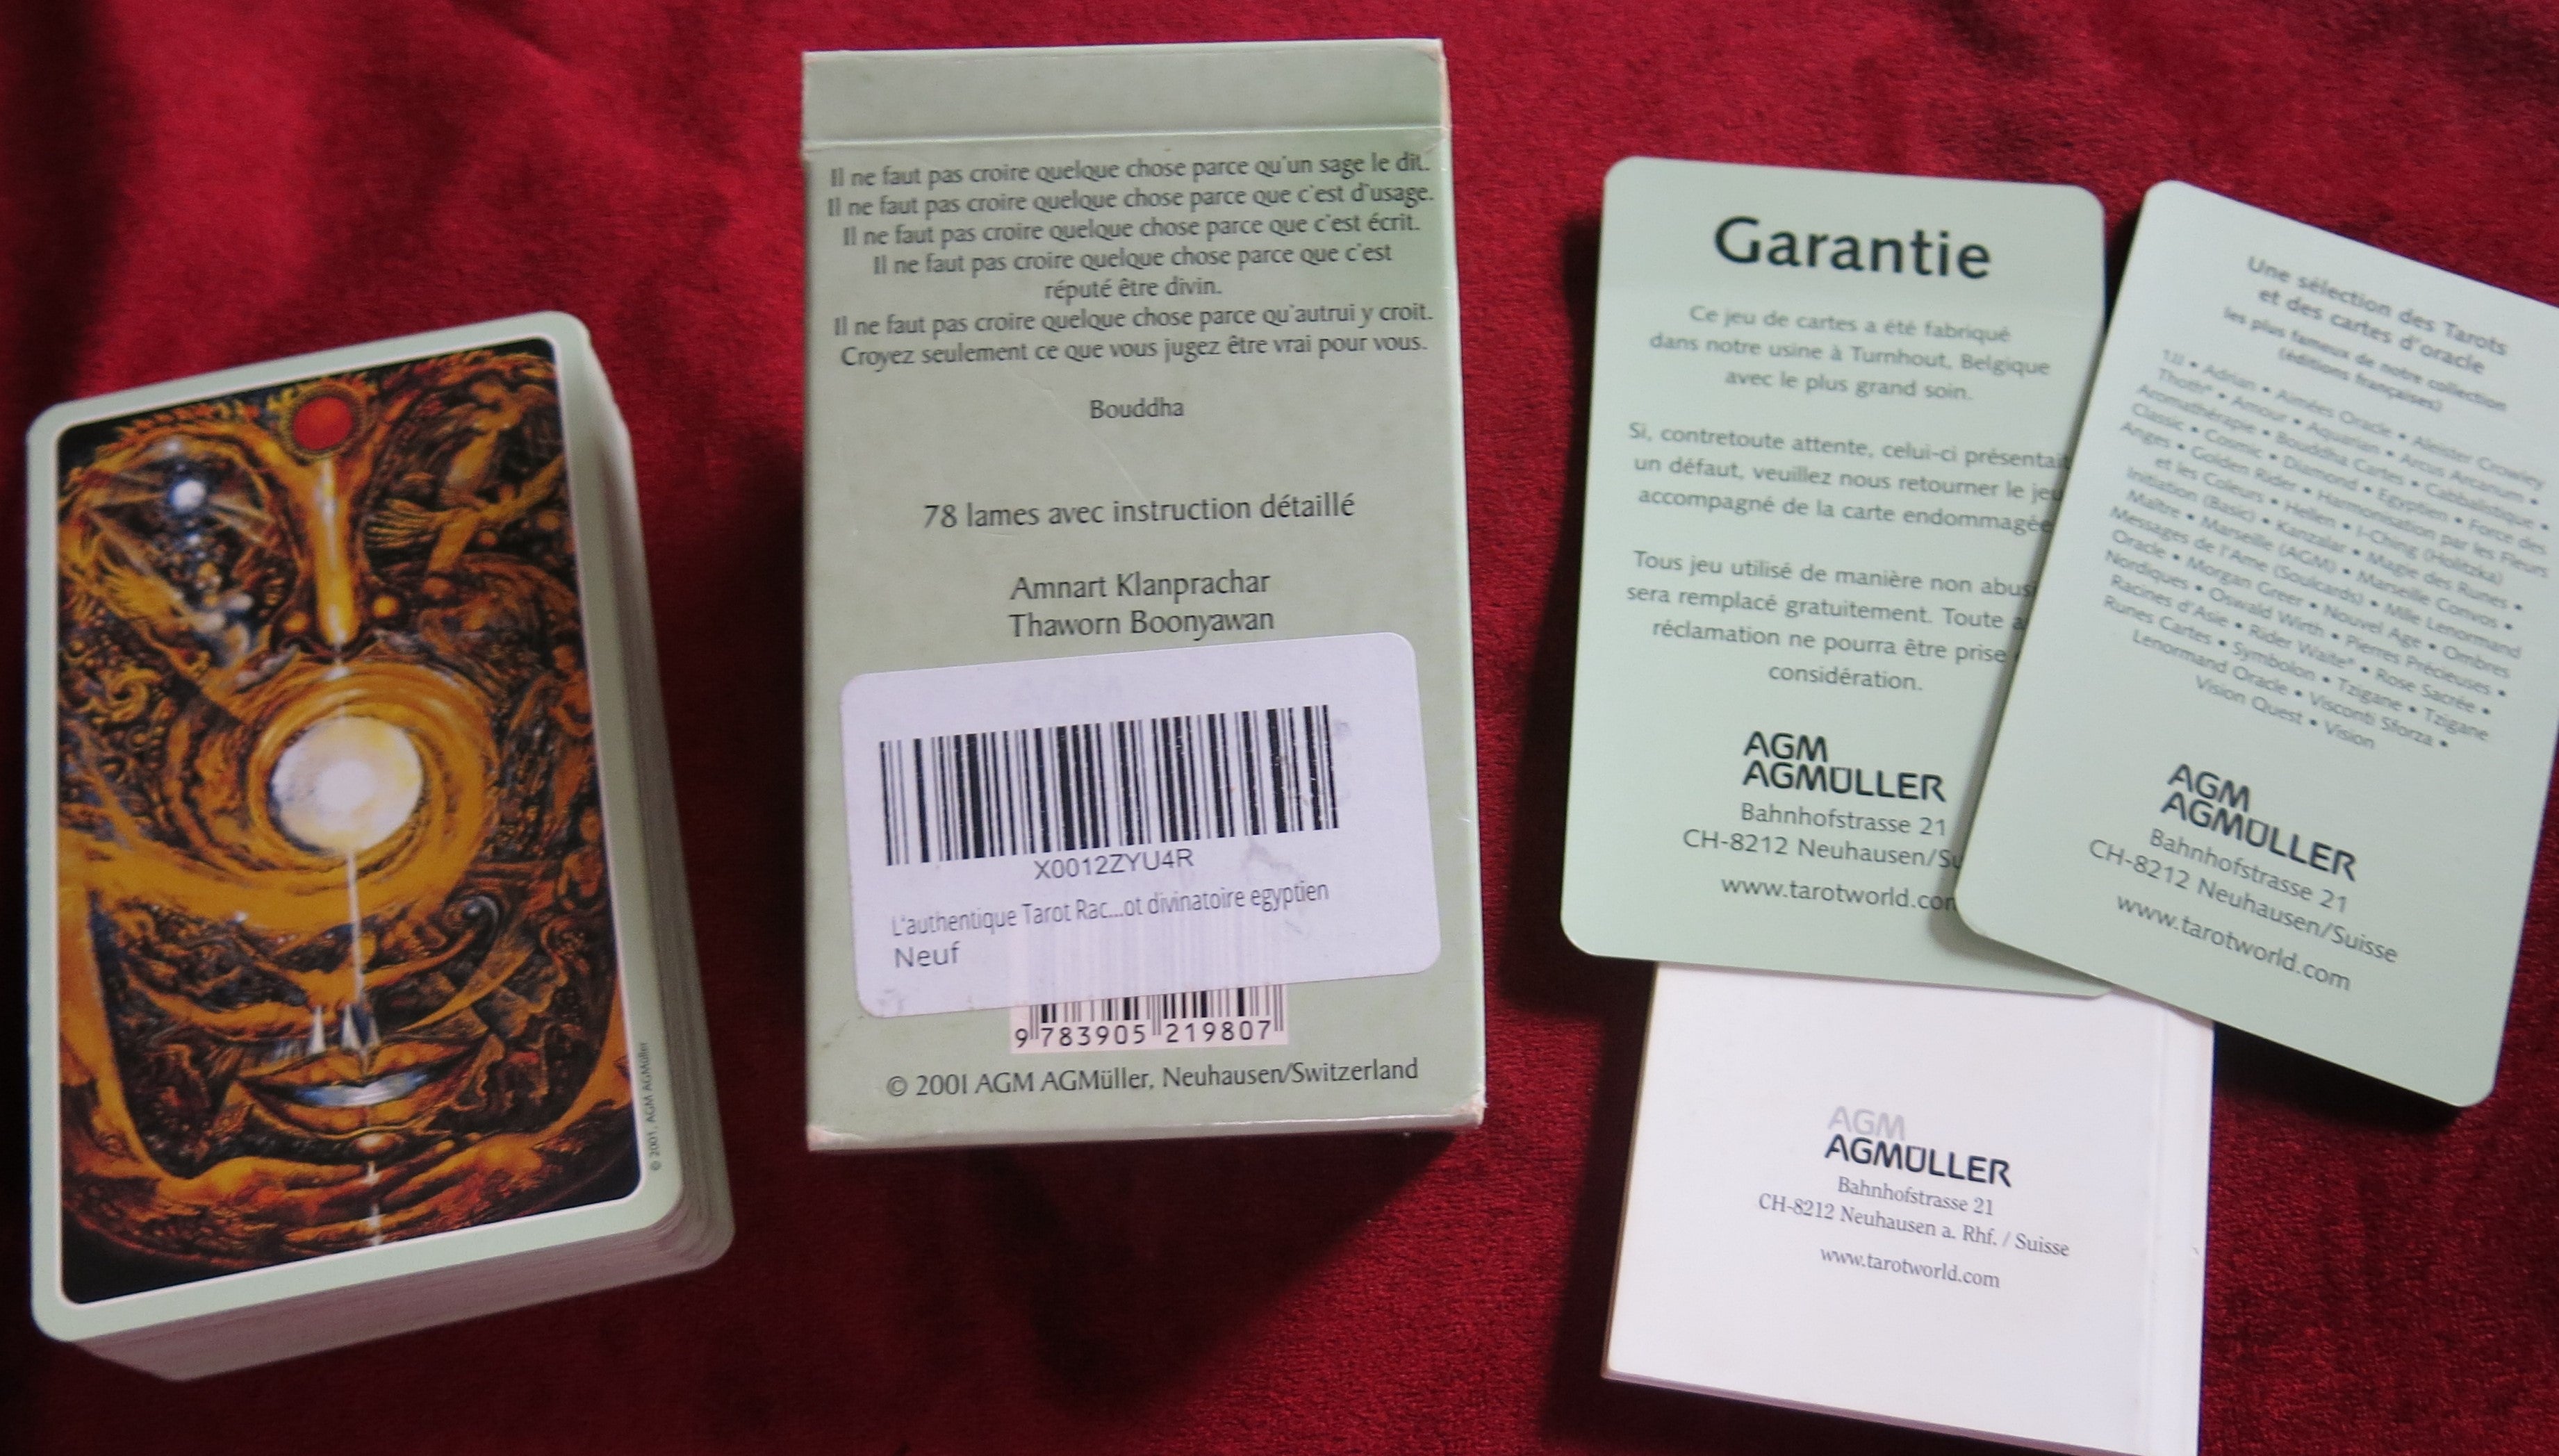 © 2001, AGM AGMüller
Il ne faut pas croire quelque chose parce qu'un sage le dit.
Il ne faut pas croire quelque chose parce que c'est d'usage.
Il ne faut pas croire quelque chose parce que c'est écrit.
Il ne faut pas croire quelque chose parce que c'est
réputé être divin.
Il ne faut pas croire quelque chose parce qu'autrui y croit.
Croyez seulement ce que vous jugez être vrai pour vous.
Bouddha
78 lames avec instruction détaillé
Amnart Klanprachar
Thaworn Boonyawan
X0012ZYU4R
L'authentique Tarot Rac...ot divinatoire egyptien
Neuf
9 783905 219807
© 2001 AGM AGMüller, Neuhausen/Switzerland
Garantie
Ce jeu de cartes a été fabriqué
dans notre usine à Turnhout, Belgique
avec le plus grand soin.
Si, contretoute attente, celui-ci présentait
un défaut, veuillez nous retourner le jeu
accompagné de la carte endommagée
Tous jeu utilisé de manière non abus
sera remplacé gratuitement. Toute a
réclamation ne pourra être prise
considération.
AGM
AGMÜLLER
Bahnhofstrasse 21
CH-8212 Neuhausen/Su
www.tarotworld.com
Une sélection des Tarots
et des cartes d'oracle
les plus fameux de notre collection
(éditions françaises)
1JJ • Adrian • Aimées Oracle • Aleister Crowley
Thoth® • Amour • Aquarian • Arcus Arcanum •
Aromathérapie • Bouddha Cartes • Cabbalistique •
Classic • Cosmic • Diamond • Egyptien • Force des
Anges • Golden Rider • Harmonisation par les Fleurs
et les Coleurs • Hellen • I-Ching (Holitzka)
Initiation (Basic) • Kanzalar • Magie des Runes •
Maître • Marseille (AGM) • Marseille Convos •
Messages de l'Ame (Soulcards) • Mlle Lenormand
Oracle • Morgan Greer • Nouvel Age • Ombres
Nordiques • Oswald Wirth • Pierres Précieuses •
Racines d'Asie • Rider Waite® • Rose Sacrée •
Runes Cartes • Symbolon • Tzigane • Tzigane
Lenormand Oracle • Visconti Sforza •
Vision Quest • Vision
AGM
AGMÜLLER
Bahnhofstrasse 21
CH-8212 Neuhausen/Suisse
www.tarotworld.com
AGM
AGMÜLLER
Bahnhofstrasse 21
CH-8212 Neuhausen a. Rhf. / Suisse
www.tarotworld.com